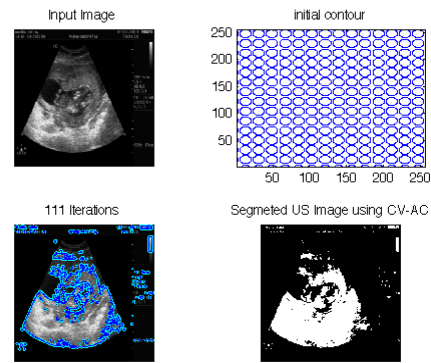 Input Image
initial contour
250
200
150
100
50
50 100 150 200 250
111 Iterations
Segmeted US Image using CV-AC